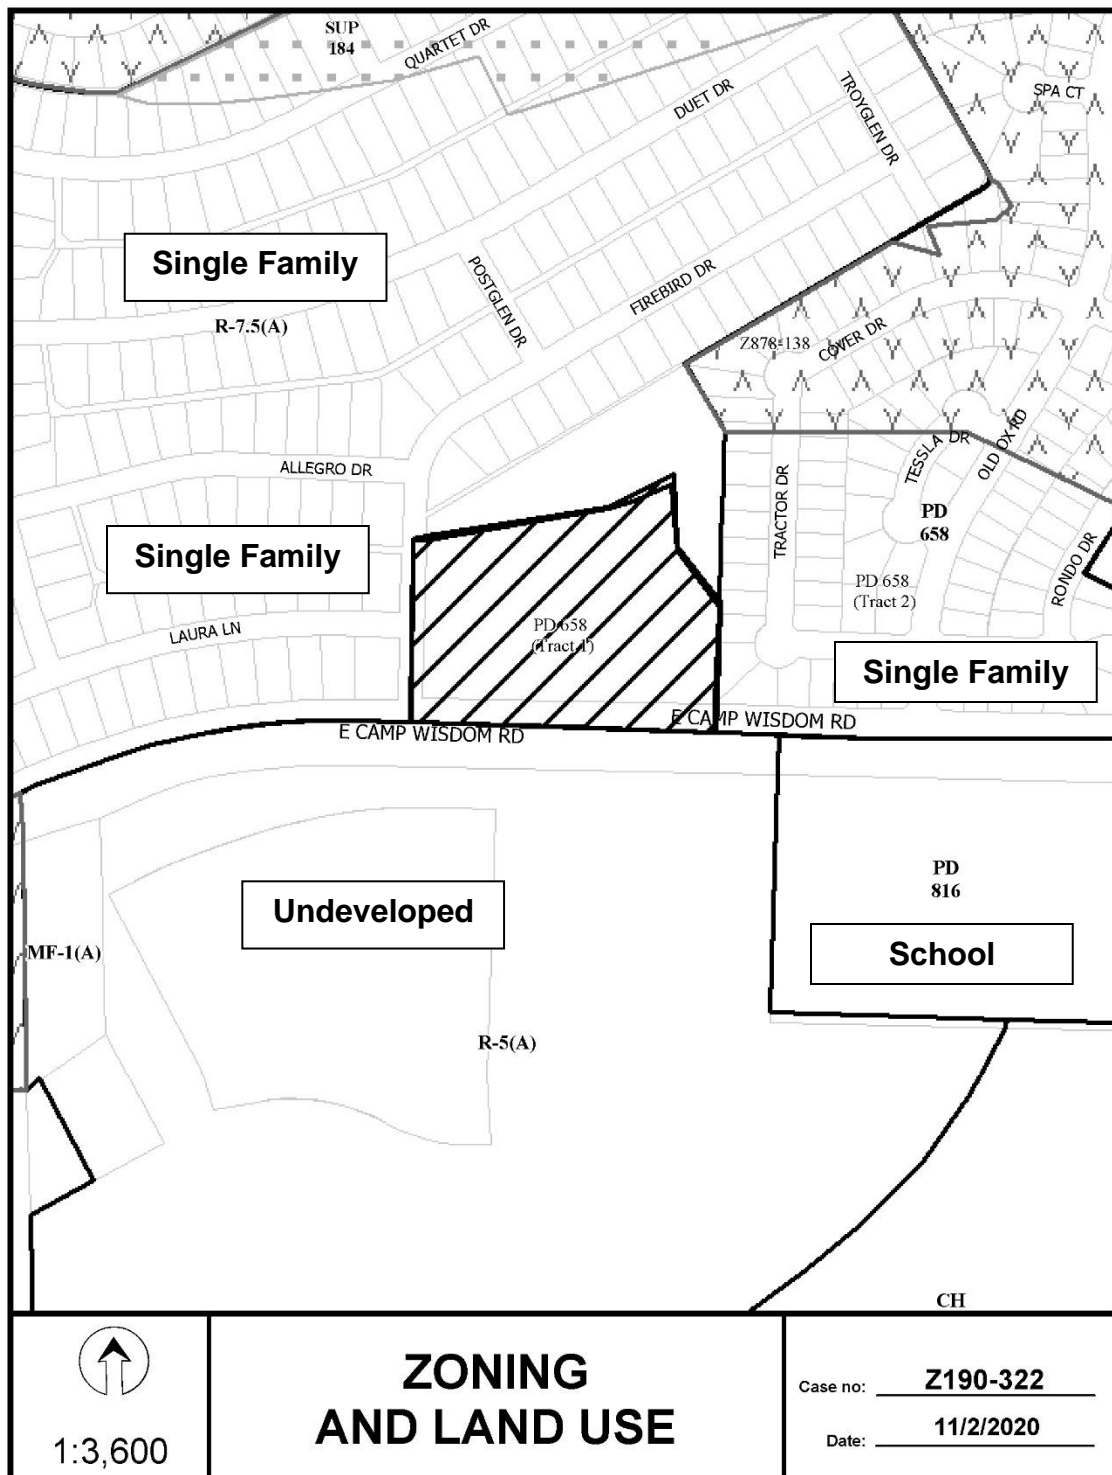 SUP
184
QUARTET DR
DUET DR
TROYGLEN DR
SPA CT
Single Family
R-7.5(A)
POSTGLEN DR
FIREBIRD DR
Z878-138
COVER DR
ALLEGRO DR
TESSLA DR
OLD OX RD
TRACTOR DR
PD
658
Single Family
RONDO DR
PD 658
(Tract 2)
PD 658
(Tract 1)
LAURA LN
Single Family
E CAMP WISDOM RD
E CAMP WISDOM RD
PD
816
Undeveloped
School
MF-1(A)
R-5(A)
CH
1:3,600
ZONING
AND LAND USE
Case no: Z190-322
Date: 11/2/2020